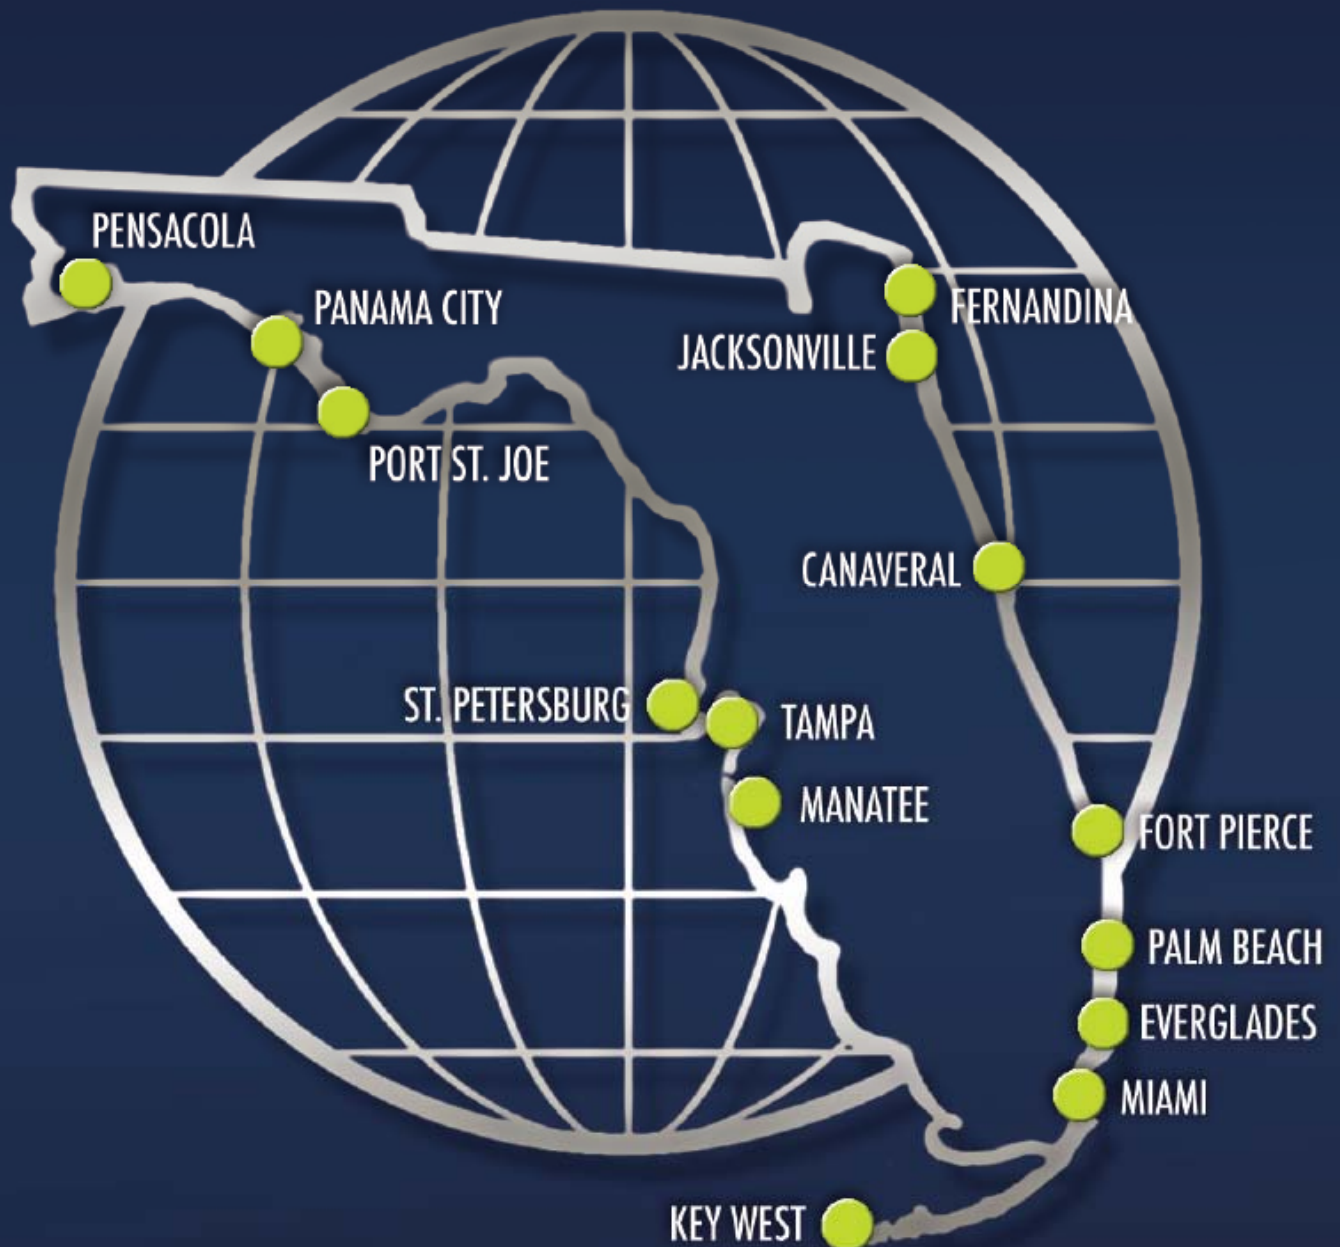 PENSACOLA
PANAMA CITY
FERNANDINA
JACKSONVILLE
PORT ST. JOE
CANAVERAL
ST. PETERSBURG
TAMPA
MANATEE
FORT PIERCE
PALM BEACH
EVERGLADES
MIAMI
KEY WEST